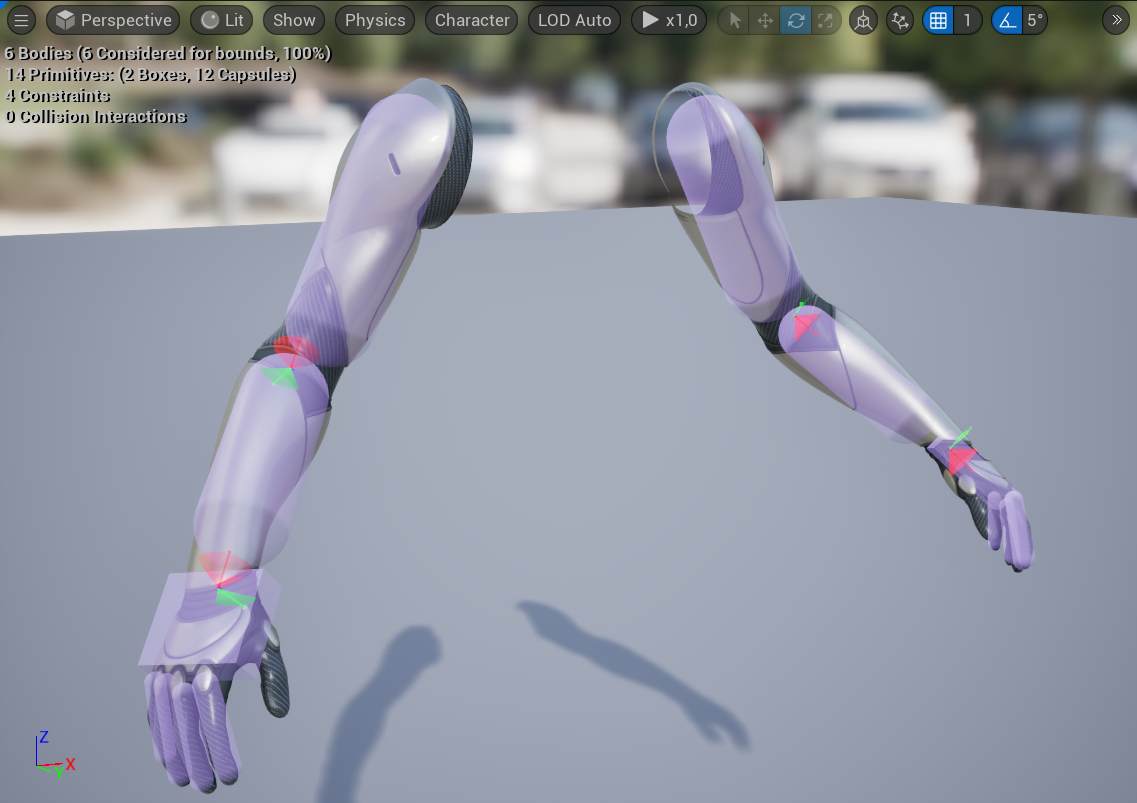 Perspective Lit Show Physics Character LOD Auto x1,0 1 5°
6 Bodies (6 Considered for bounds, 100%)
14 Primitives: (2 Boxes, 12 Capsules)
4 Constraints
0 Collision Interactions
Z
X
Y